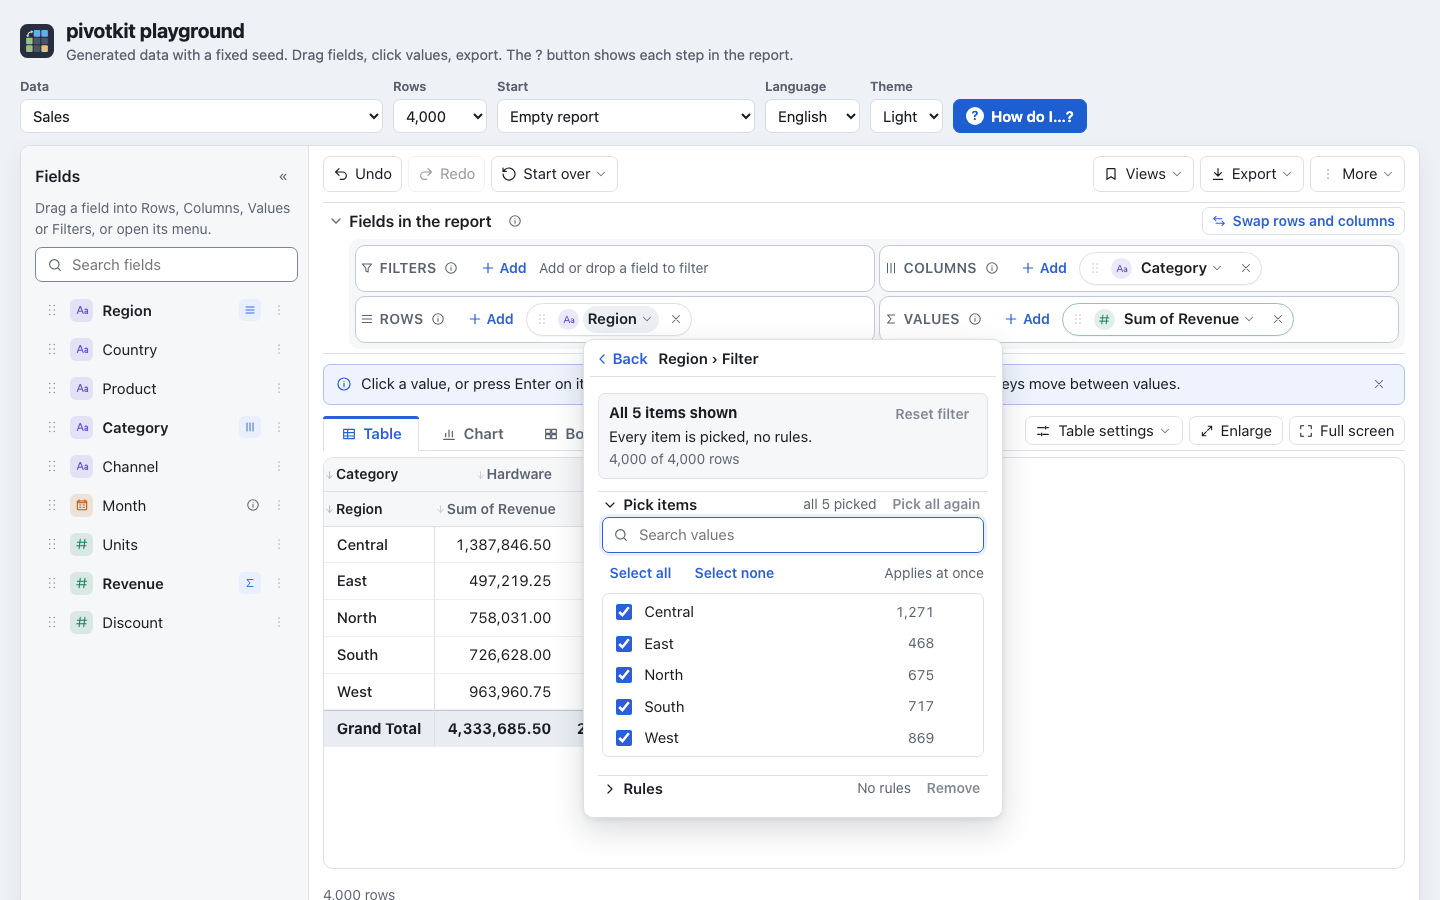 pivotkit playground
Generated data with a fixed seed. Drag fields, click values, export. The ? button shows each step in the report.
Data
Rows
Start
Language
Theme
Sales
4,000
Empty report
English
Light
? How do I...?
Fields
«
Drag a field into Rows, Columns, Values
or Filters, or open its menu.
Search fields
Aa Region
Aa Country
Aa Product
Aa Category
Aa Channel
Month
# Units
# Revenue Σ
# Discount
Undo
Redo
Start over
Views
Export
More
Fields in the report
Swap rows and columns
FILTERS
+ Add
Add or drop a field to filter
COLUMNS
+ Add
Aa Category
ROWS
+ Add
Aa Region
Σ VALUES
+ Add
# Sum of Revenue
Click a value, or press Enter on it
eys move between values.
Table
Chart
Bo
Table settings
Enlarge
Full screen
↓ Category
↓ Hardware
↓ Region
↓ Sum of Revenue
Central 1,387,846.50
East 497,219.25
North 758,031.00
South 726,628.00
West 963,960.75
Grand Total 4,333,685.50 2
Back
Region › Filter
All 5 items shown
Reset filter
Every item is picked, no rules.
4,000 of 4,000 rows
Pick items
all 5 picked
Pick all again
Search values
Select all
Select none
Applies at once
Central 1,271
East 468
North 675
South 717
West 869
Rules
No rules
Remove
4,000 rows